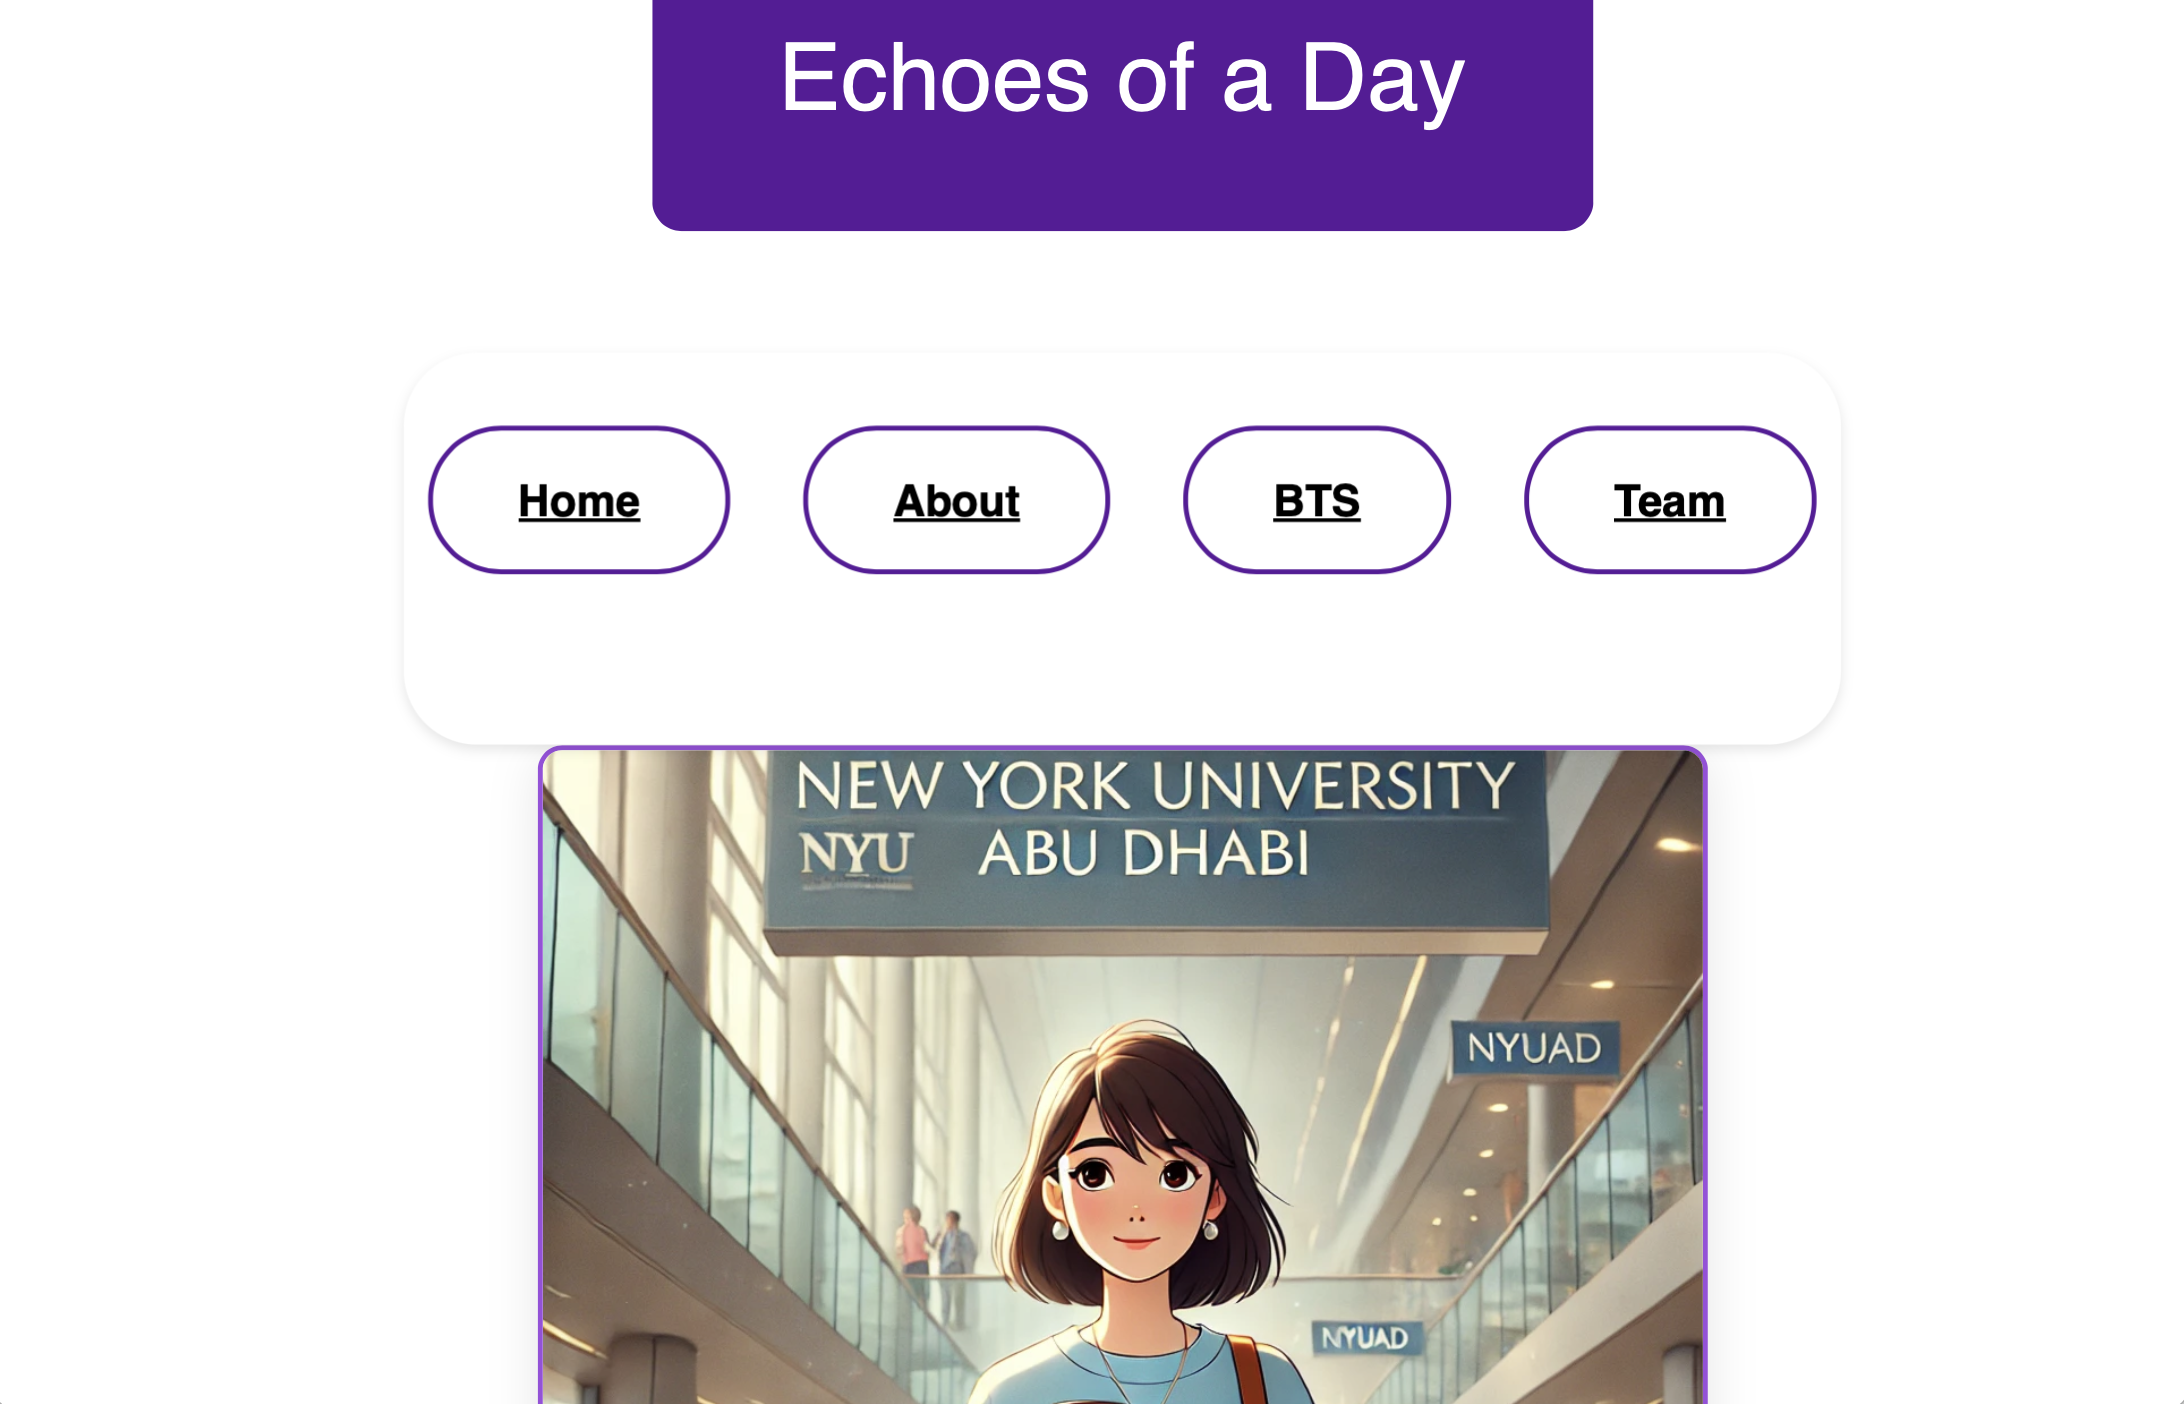 Echoes of a Day
Home
About
BTS
Team
NEW YORK UNIVERSITY
NYU ABU DHABI
NYUAD
NYUAD